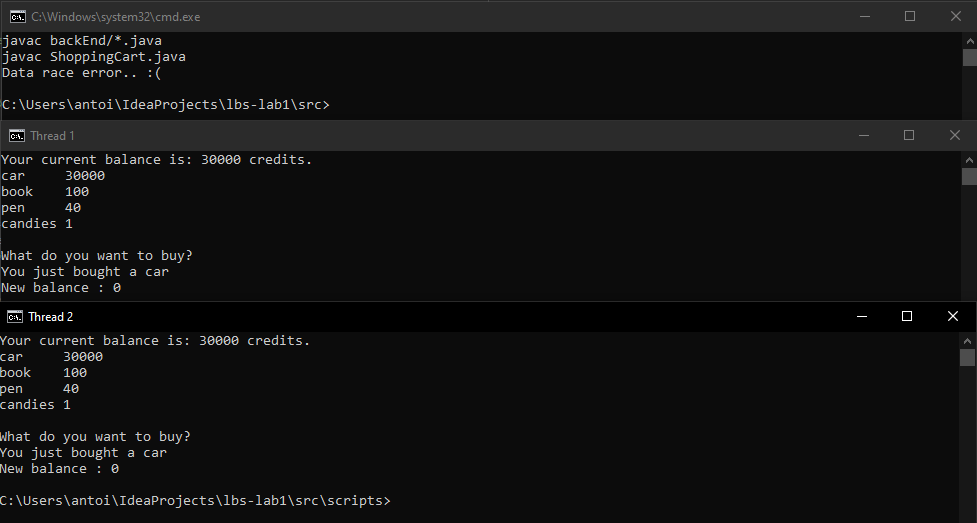 C:\Windows\system32\cmd.exe
javac backEnd/*.java
javac ShoppingCart.java
Data race error.. :(
C:\Users\antoi\IdeaProjects\lbs-lab1\src>
Thread 1
Your current balance is: 30000 credits.
car     30000
book    100
pen     40
candies 1
What do you want to buy?
You just bought a car
New balance : 0
Thread 2
Your current balance is: 30000 credits.
car     30000
book    100
pen     40
candies 1
What do you want to buy?
You just bought a car
New balance : 0
C:\Users\antoi\IdeaProjects\lbs-lab1\src\scripts>